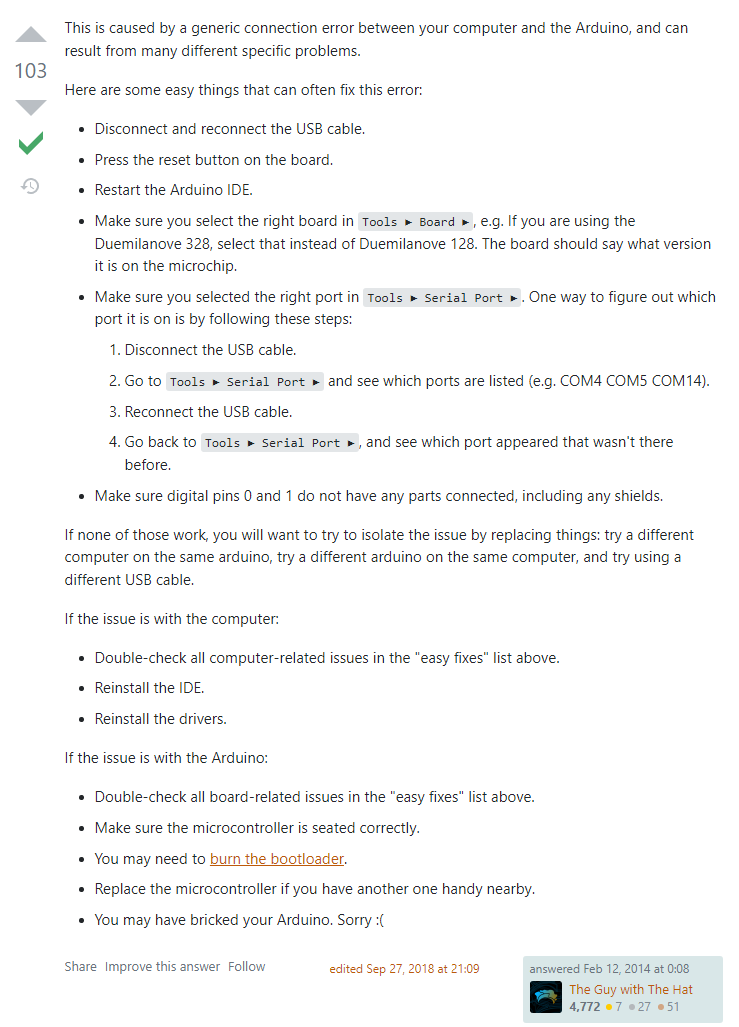 This is caused by a generic connection error between your computer and the Arduino, and can
result from many different specific problems.
103
Here are some easy things that can often fix this error:
• Disconnect and reconnect the USB cable.
• Press the reset button on the board.
• Restart the Arduino IDE.
• Make sure you select the right board in Tools ► Board ►, e.g. If you are using the
Duemilanove 328, select that instead of Duemilanove 128. The board should say what version
it is on the microchip.
• Make sure you selected the right port in Tools ► Serial Port ►. One way to figure out which
port it is on is by following these steps:
1. Disconnect the USB cable.
2. Go to Tools ► Serial Port ► and see which ports are listed (e.g. COM4 COM5 COM14).
3. Reconnect the USB cable.
4. Go back to Tools ► Serial Port ►, and see which port appeared that wasn't there
before.
• Make sure digital pins 0 and 1 do not have any parts connected, including any shields.
If none of those work, you will want to try to isolate the issue by replacing things: try a different
computer on the same arduino, try a different arduino on the same computer, and try using a
different USB cable.
If the issue is with the computer:
• Double-check all computer-related issues in the "easy fixes" list above.
• Reinstall the IDE.
• Reinstall the drivers.
If the issue is with the Arduino:
• Double-check all board-related issues in the "easy fixes" list above.
• Make sure the microcontroller is seated correctly.
• You may need to burn the bootloader.
• Replace the microcontroller if you have another one handy nearby.
• You may have bricked your Arduino. Sorry :(
Share Improve this answer Follow
edited Sep 27, 2018 at 21:09
answered Feb 12, 2014 at 0:08
The Guy with The Hat
4,772 ●7 ●27 ●51